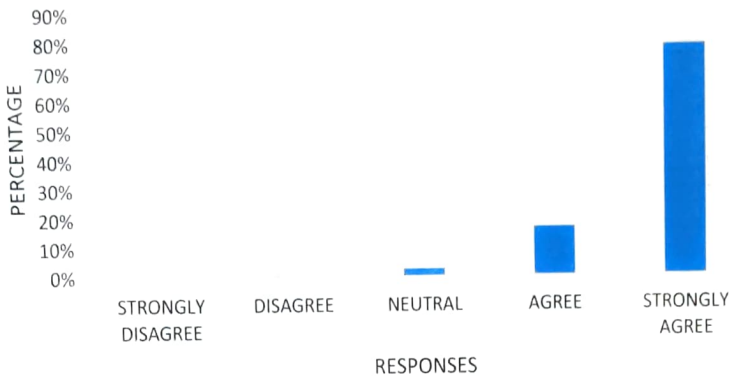 90%
80%
70%
60%
50%
40%
30%
20%
10%
0%
PERCENTAGE
STRONGLY DISAGREE
DISAGREE
NEUTRAL
AGREE
STRONGLY AGREE
RESPONSES